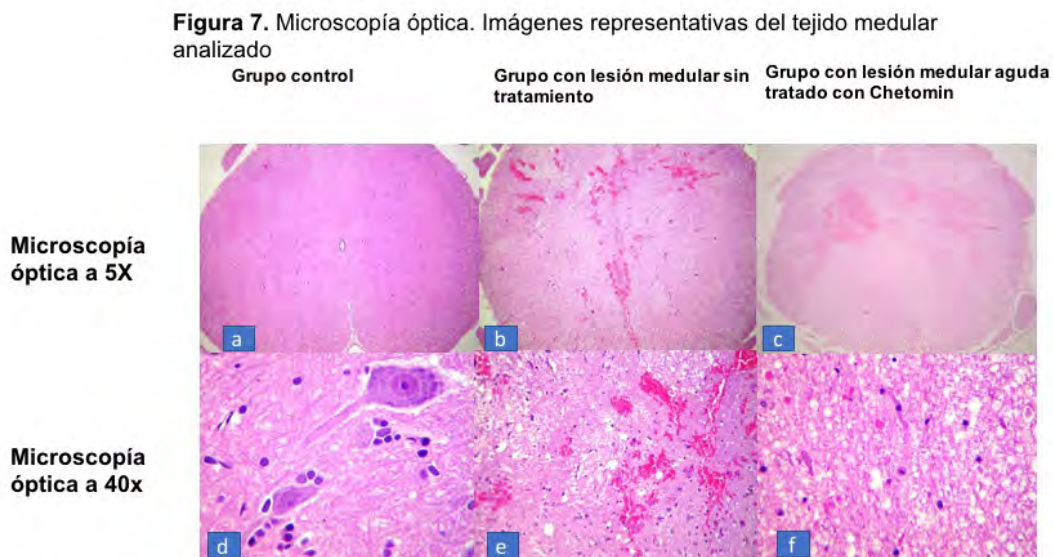 Figura 7. Microscopía óptica. Imágenes representativas del tejido medular
analizado
Grupo control
Grupo con lesión medular sin
tratamiento
Grupo con lesión medular aguda
tratado con Chetomin
Microscopía
óptica a 5X
a
b
c
Microscopía
óptica a 40x
d
e
f